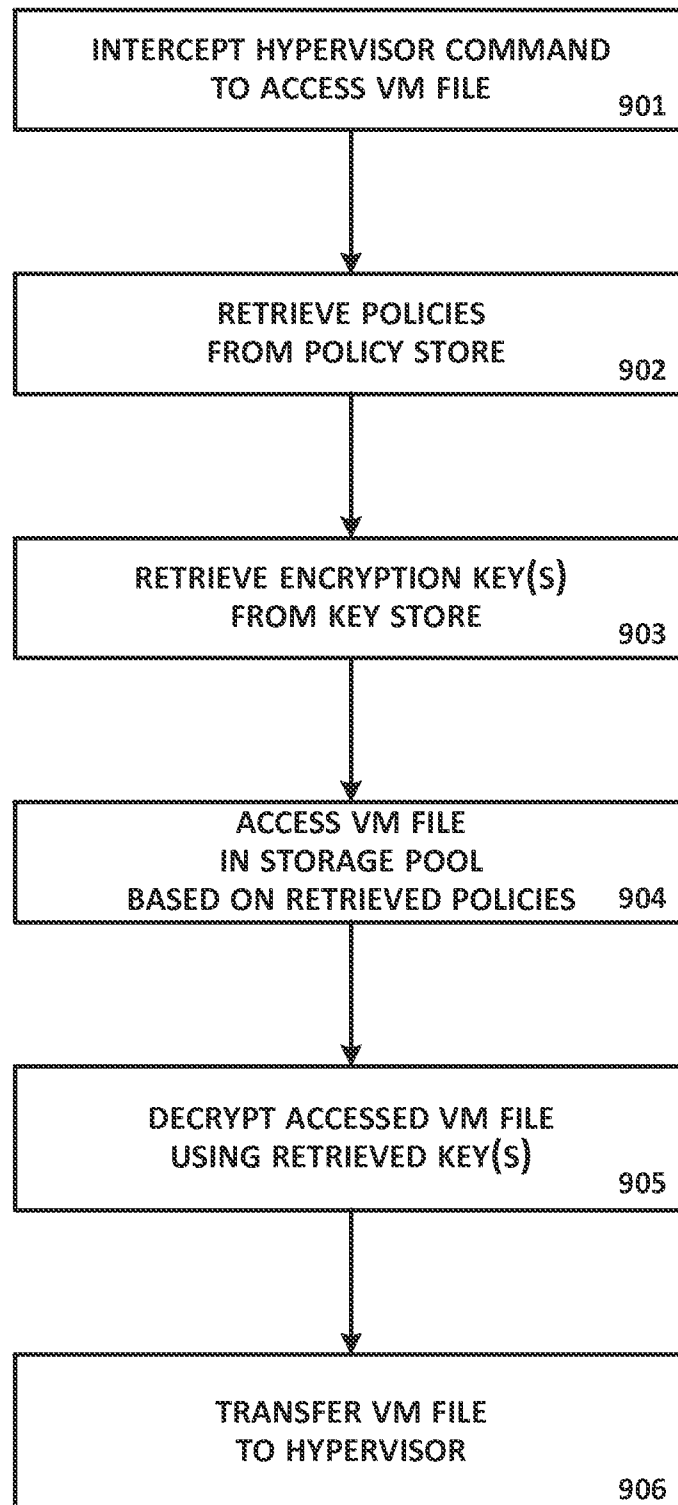 INTERCEPT HYPERVISOR COMMAND
TO ACCESS VM FILE
901
RETRIEVE POLICIES
FROM POLICY STORE
902
RETRIEVE ENCRYPTION KEY(S)
FROM KEY STORE
903
ACCESS VM FILE
IN STORAGE POOL
BASED ON RETRIEVED POLICIES
904
DECRYPT ACCESSED VM FILE
USING RETRIEVED KEY(S)
905
TRANSFER VM FILE
TO HYPERVISOR
906